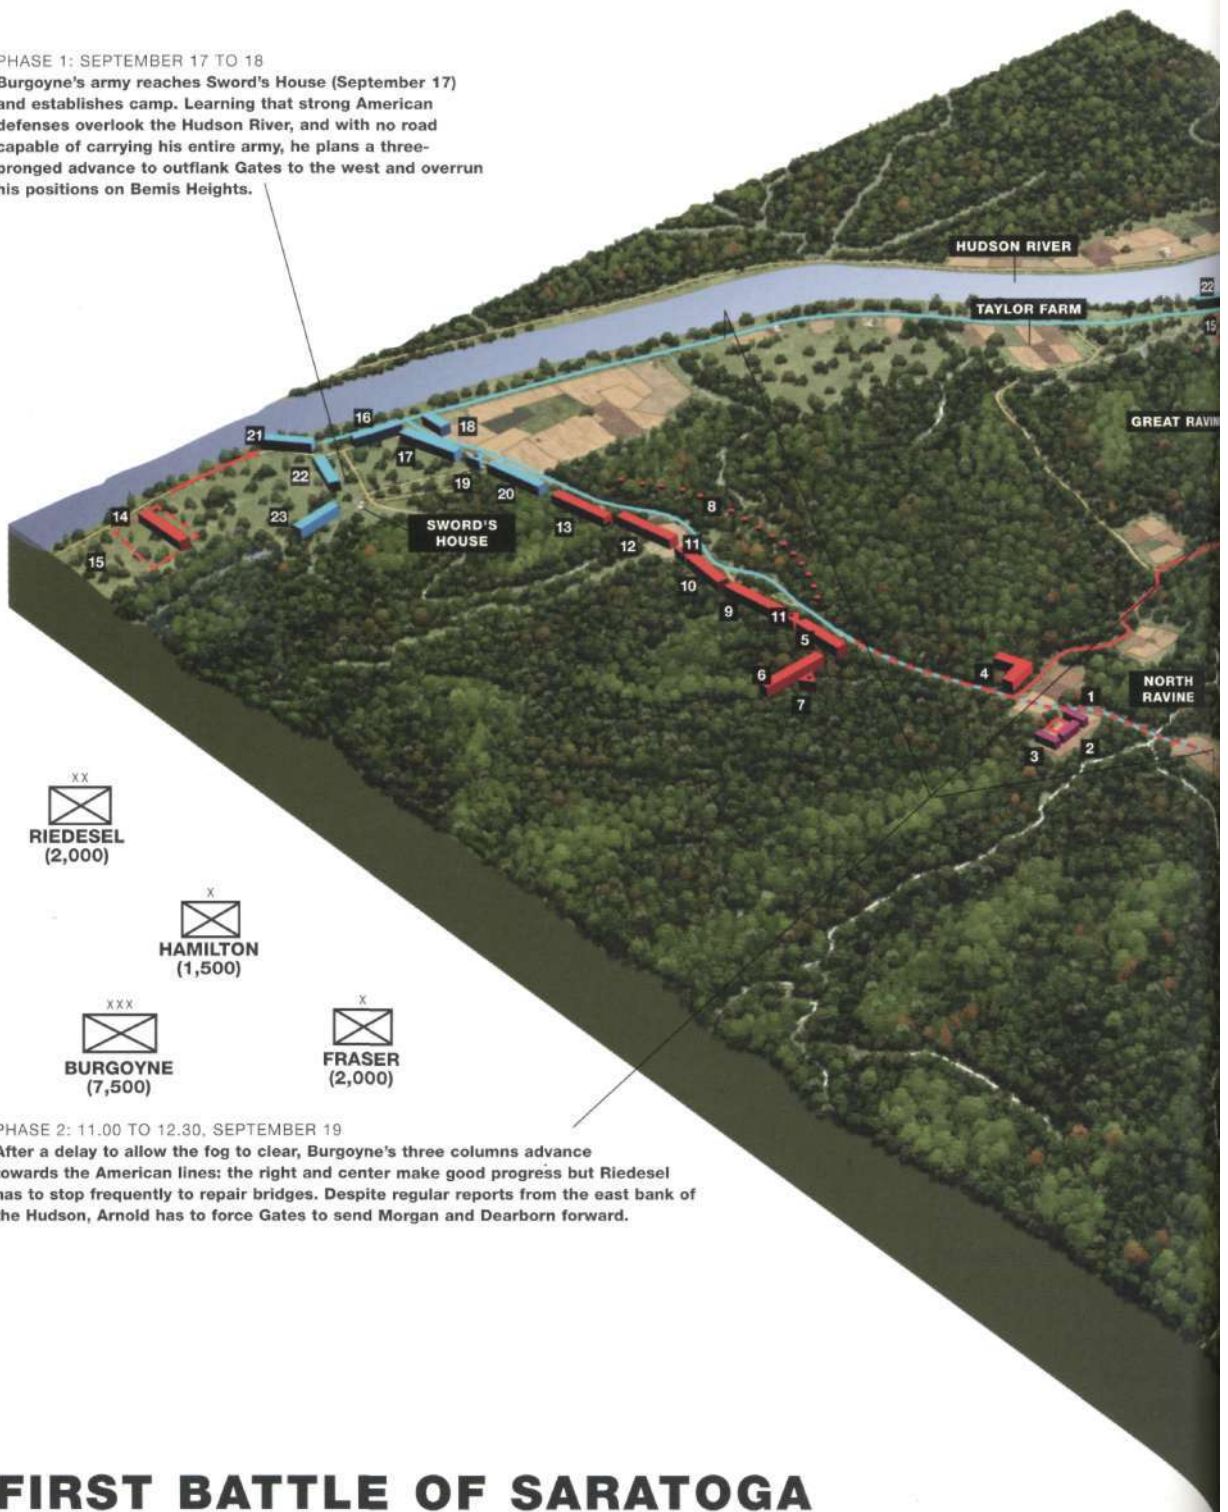 PHASE 1: SEPTEMBER 17 TO 18
Burgoyne's army reaches Sword's House (September 17)
and establishes camp. Learning that strong American
defenses overlook the Hudson River, and with no road
capable of carrying his entire army, he plans a three-
pronged advance to outflank Gates to the west and overrun
his positions on Bemis Heights.
HUDSON RIVER
TAYLOR FARM
22
15
GREAT RAVIN
21
16
18
17
22
19
20
23
14
13
8
SWORD'S
HOUSE
12
11
15
10
9
11
5
6
7
4
1
NORTH
RAVINE
3
2
XX
RIEDESEL
(2,000)
X
HAMILTON
(1,500)
XXX
BURGOYNE
(7,500)
X
FRASER
(2,000)
PHASE 2: 11.00 TO 12.30, SEPTEMBER 19
After a delay to allow the fog to clear, Burgoyne's three columns advance
towards the American lines: the right and center make good progress but Riedesel
has to stop frequently to repair bridges. Despite regular reports from the east bank of
the Hudson, Arnold has to force Gates to send Morgan and Dearborn forward.
FIRST BATTLE OF SARATOGA